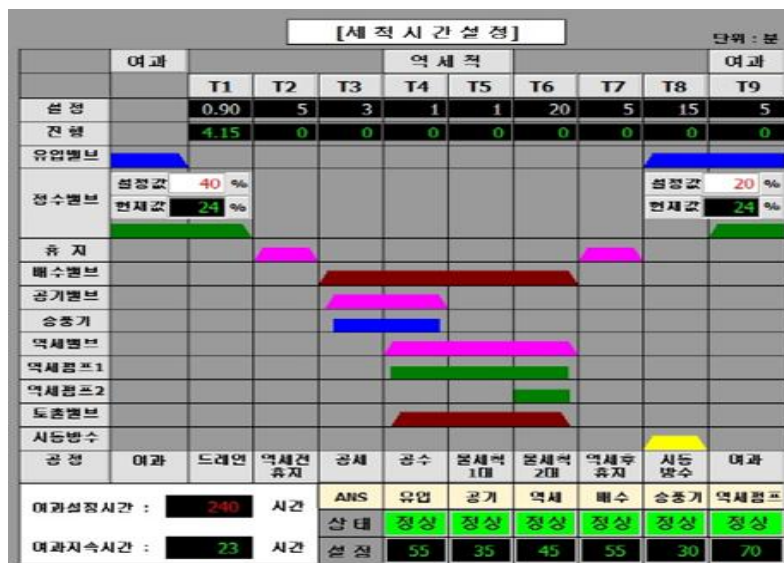 [세 척 시 간 설 정]
단위 : 분
여과 역 세 척 여과
T1 T2 T3 T4 T5 T6 T7 T8 T9
설 정 0.90 5 3 1 1 20 5 15 5
진 행 4.15 0 0 0 0 0 0 0 0
유입밸브
설정값 40 % 설정값 20 %
정수밸브
현재값 24 % 현재값 24 %
휴 지
배수밸브
공기밸브
송풍기
역세밸브
역세펌프1
역세펌프2
토출밸브
시동방수
공 정 여과 드레인 역세전 휴지 공세 공수 물세척 1대 물세척 2대 역세후 휴지 시동 방수 여과
여과설정시간 : 240 시간
ANS 유입 공기 역세 배수 송풍기 역세펌프
상 태 정상 정상 정상 정상 정상 정상
여과지속시간 : 23 시간
설 정 55 35 45 55 30 70